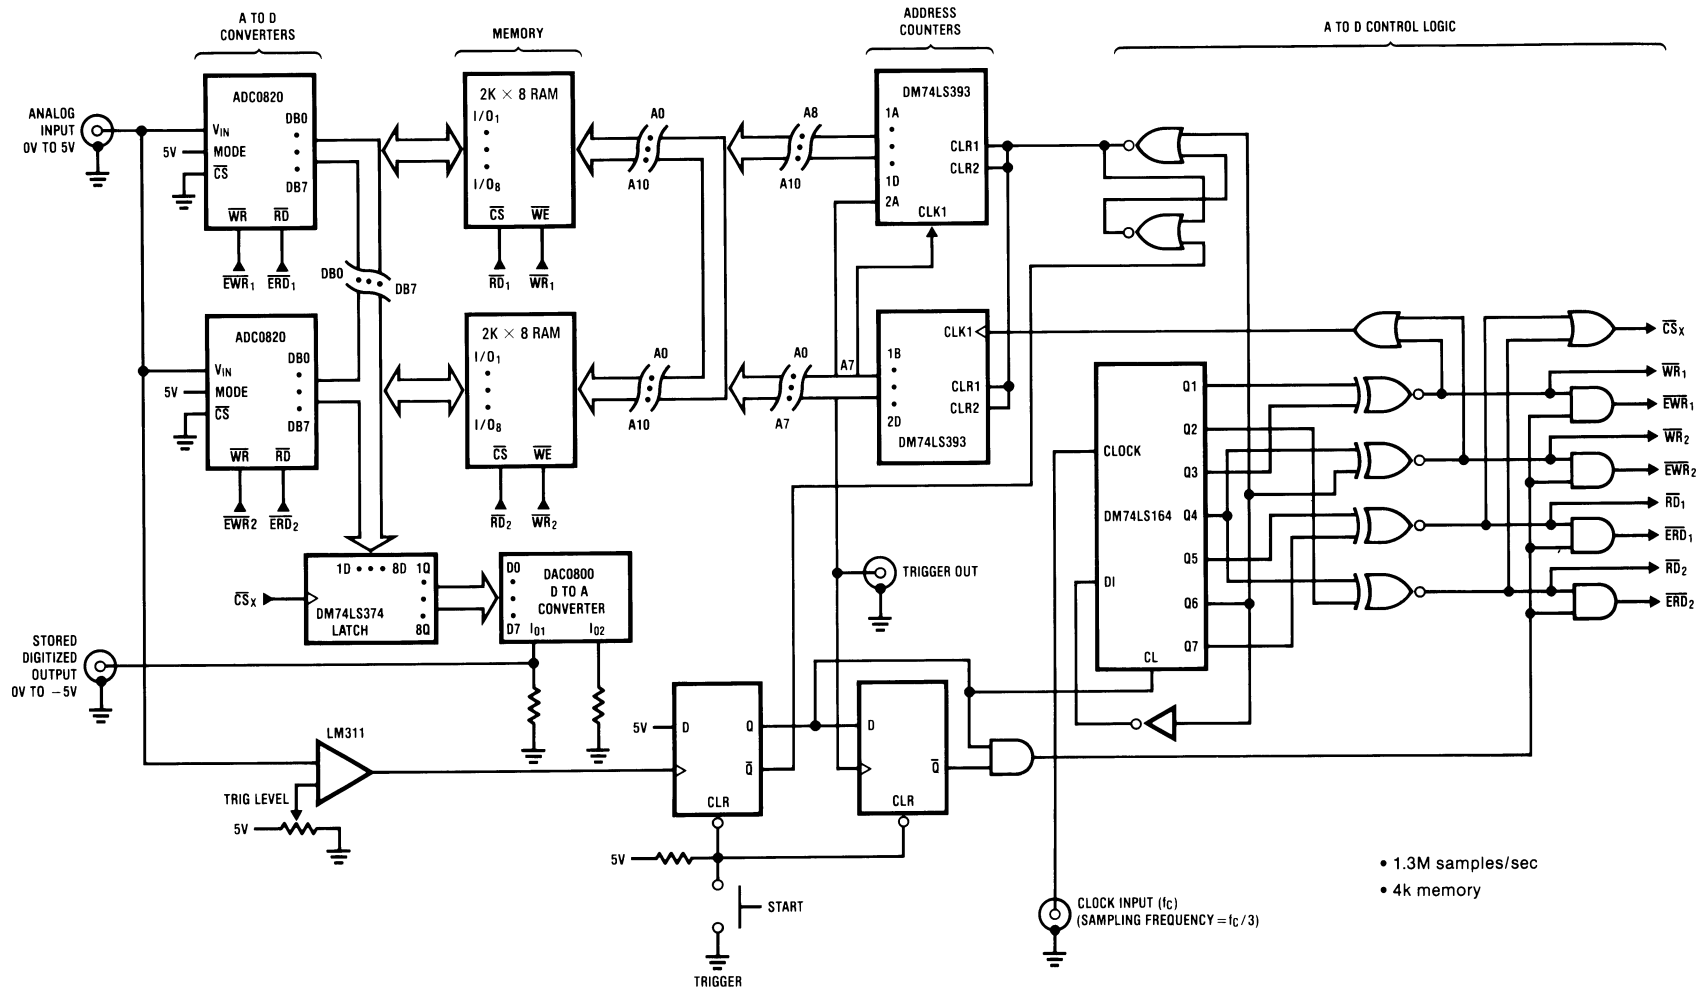 A TO D
CONVERTERS
MEMORY
ADDRESS
COUNTERS
A TO D CONTROL LOGIC
ANALOG
INPUT
0V TO 5V
ADC0820
VIN
5V
MODE
CS
DB0
DB7
WR
RD
EWR1
ERD1
2K × 8 RAM
I/O1
I/O8
CS
WE
RD1
WR1
A0
A10
A8
A10
DM74LS393
1A
1D
2A
CLR1
CLR2
CLK1
DB0
DB7
ADC0820
VIN
5V
MODE
CS
DB0
DB7
WR
RD
EWR2
ERD2
2K × 8 RAM
I/O1
I/O8
CS
WE
RD2
WR2
A0
A10
A0
A7
A7
CLK1
1B
2D
CLR1
CLR2
DM74LS393
CLOCK
DM74LS164
DI
CL
Q1
Q2
Q3
Q4
Q5
Q6
Q7
CSX
WR1
EWR1
WR2
EWR2
RD1
ERD1
RD2
ERD2
CSX
1D
8D
1Q
8Q
DM74LS374
LATCH
D0
D7
DAC0800
D TO A
CONVERTER
I01
I02
TRIGGER OUT
STORED
DIGITIZED
OUTPUT
0V TO −5V
LM311
TRIG LEVEL
5V
5V
D
Q
Q
CLR
D
Q
CLR
5V
START
TRIGGER
CLOCK INPUT (fC)
(SAMPLING FREQUENCY = fC/3)
• 1.3M samples/sec
• 4k memory